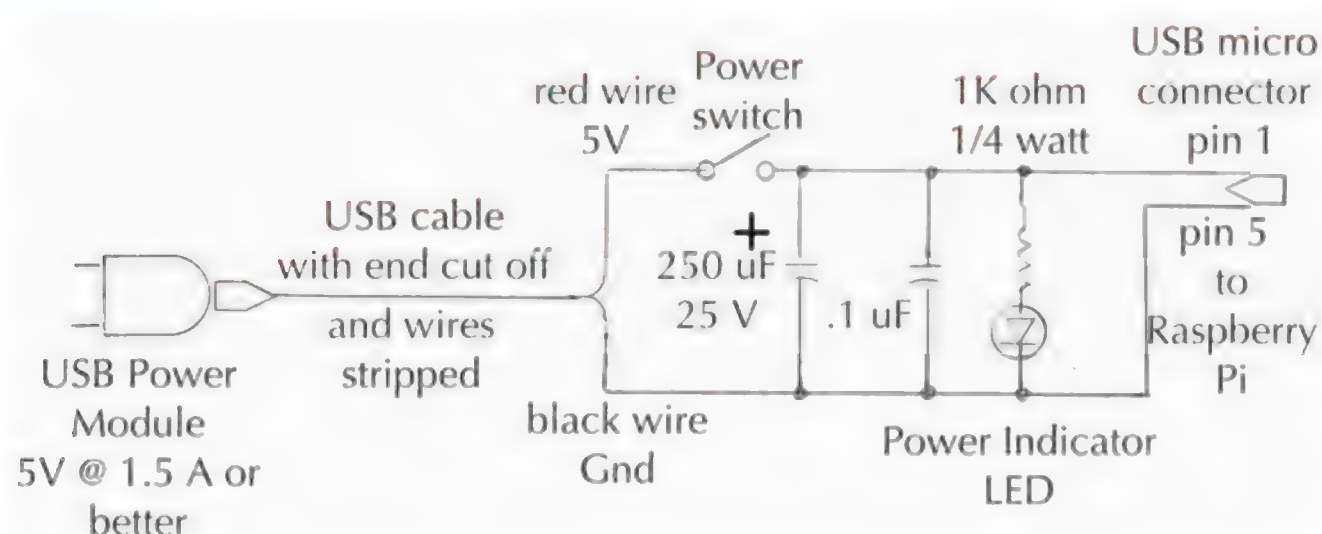 red wire
5V
Power
switch
1K ohm
1/4 watt
USB micro
connector
pin 1
USB cable
with end cut off
and wires
stripped
+
250 uF
25 V
.1 uF
pin 5
to
Raspberry
Pi
USB Power
Module
5V @ 1.5 A or
better
black wire
Gnd
Power Indicator
LED